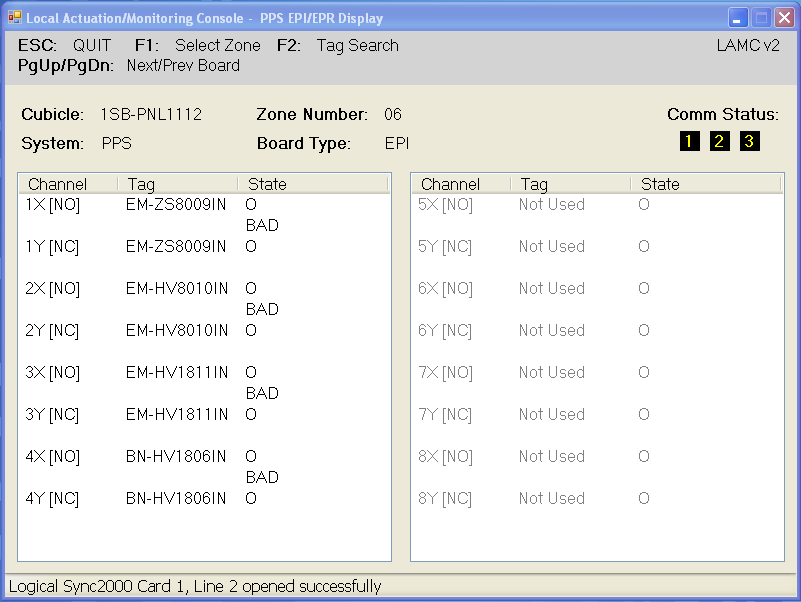 Local Actuation/Monitoring Console - PPS EPI/EPR Display
ESC: QUIT F1: Select Zone F2: Tag Search LAMC v2
PgUp/PgDn: Next/Prev Board
Cubicle: 1SB-PNL1112 Zone Number: 06 Comm Status:
System: PPS Board Type: EPI 1 2 3
Channel Tag State
1X [NO] EM-ZS8009IN O
BAD
1Y [NC] EM-ZS8009IN O
2X [NO] EM-HV8010IN O
BAD
2Y [NC] EM-HV8010IN O
3X [NO] EM-HV1811IN O
BAD
3Y [NC] EM-HV1811IN O
4X [NO] BN-HV1806IN O
BAD
4Y [NC] BN-HV1806IN O
Channel Tag State
5X [NO] Not Used O
5Y [NC] Not Used O
6X [NO] Not Used O
6Y [NC] Not Used O
7X [NO] Not Used O
7Y [NC] Not Used O
8X [NO] Not Used O
8Y [NC] Not Used O
Logical Sync2000 Card 1, Line 2 opened successfully